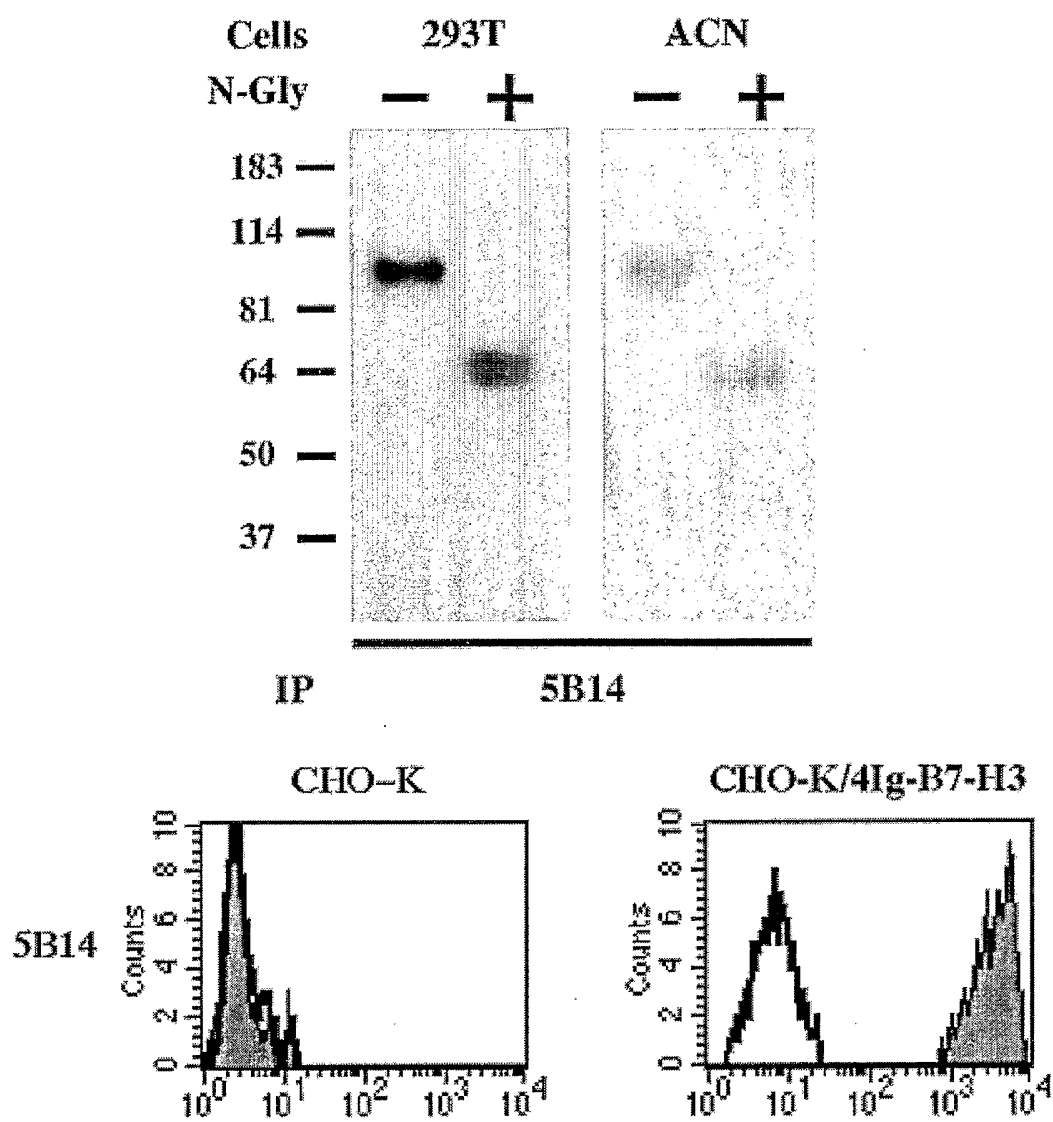 Cells 293T ACN
N-Gly − + − +
183
114
81
64
50
37
IP 5B14
CHO–K CHO-K/4Ig-B7-H3
5B14
Counts
0 2 4 6 8 10
10^0 10^1 10^2 10^3 10^4
Counts
0 2 4 6 8 10
10^0 10^1 10^2 10^3 10^4